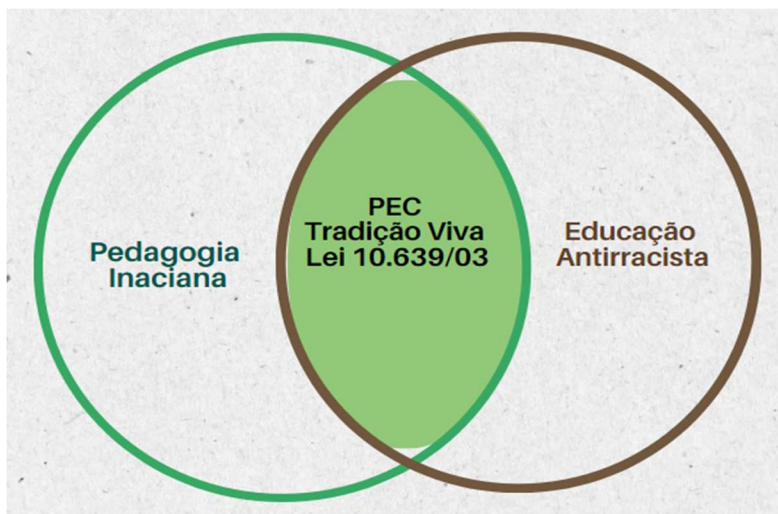 Pedagogia
Inaciana
PEC
Tradição Viva
Lei 10.639/03
Educação
Antirracista